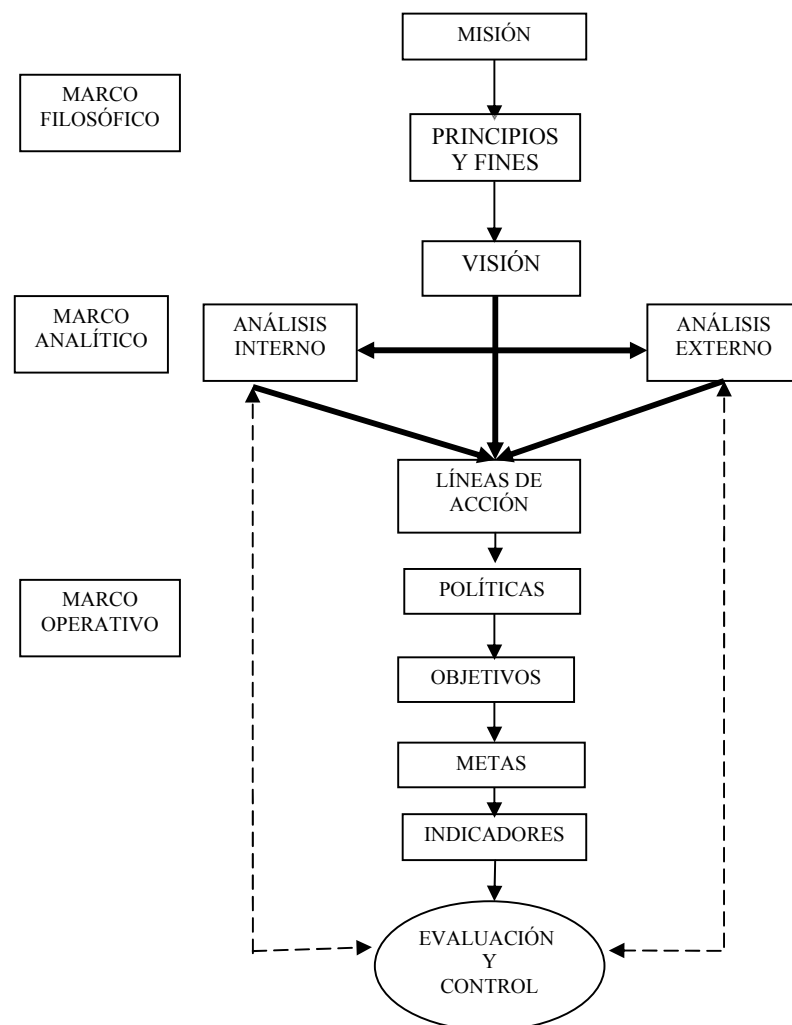 MISIÓN
MARCO
FILOSÓFICO
PRINCIPIOS
Y FINES
VISIÓN
MARCO
ANALÍTICO
ANÁLISIS
INTERNO
ANÁLISIS
EXTERNO
LÍNEAS DE
ACCIÓN
MARCO
OPERATIVO
POLÍTICAS
OBJETIVOS
METAS
INDICADORES
EVALUACIÓN
Y
CONTROL